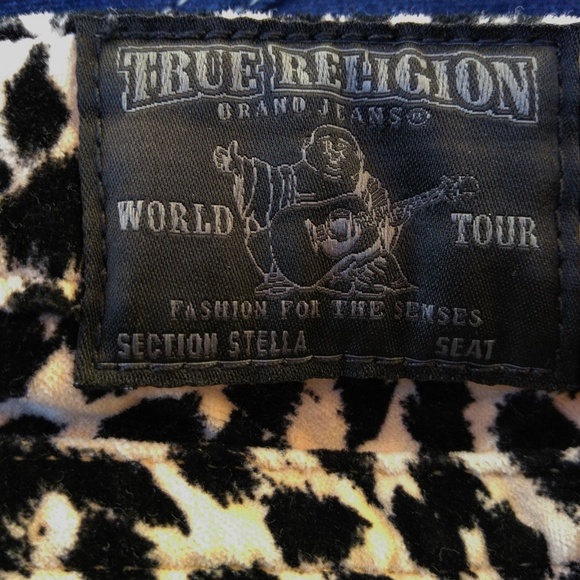 TRUE RELIGION
BRAND JEANS®
WORLD TOUR
FASHION FOR THE SENSES
SECTION STELLA SEAT